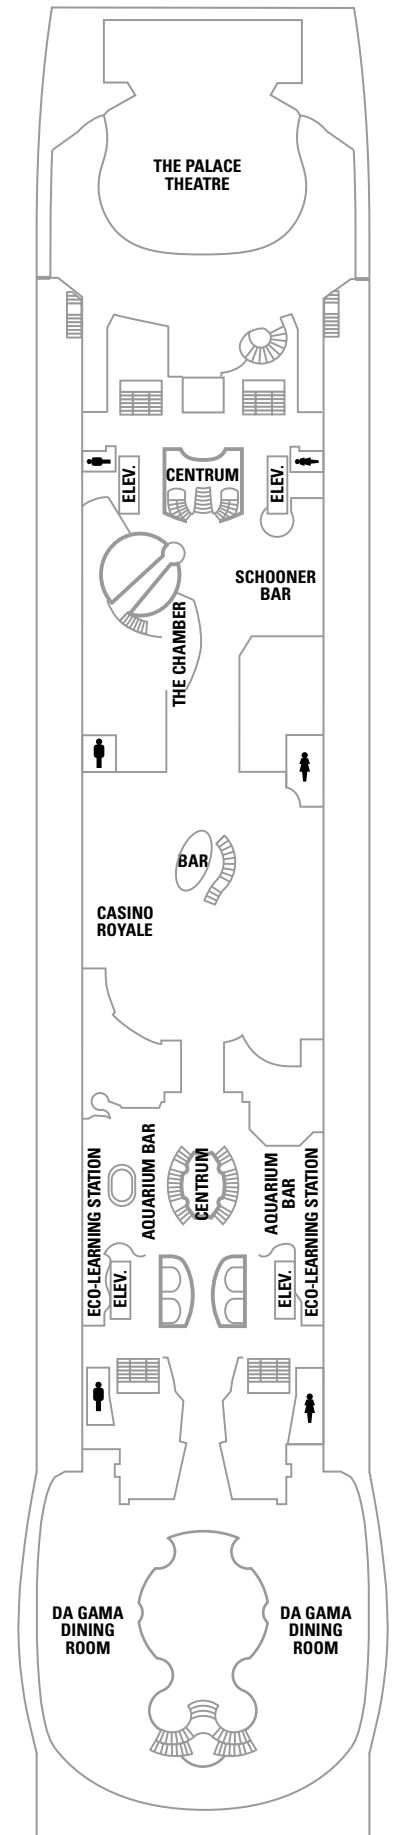 THE PALACE
THEATRE
ELEV.
CENTRUM
ELEV.
SCHOONER
BAR
THE CHAMBER
BAR
CASINO
ROYALE
ECO-LEARNING STATION
AQUARIUM BAR
CENTRUM
AQUARIUM
BAR
ECO-LEARNING STATION
ELEV.
ELEV.
DA GAMA
DINING
ROOM
DA GAMA
DINING
ROOM